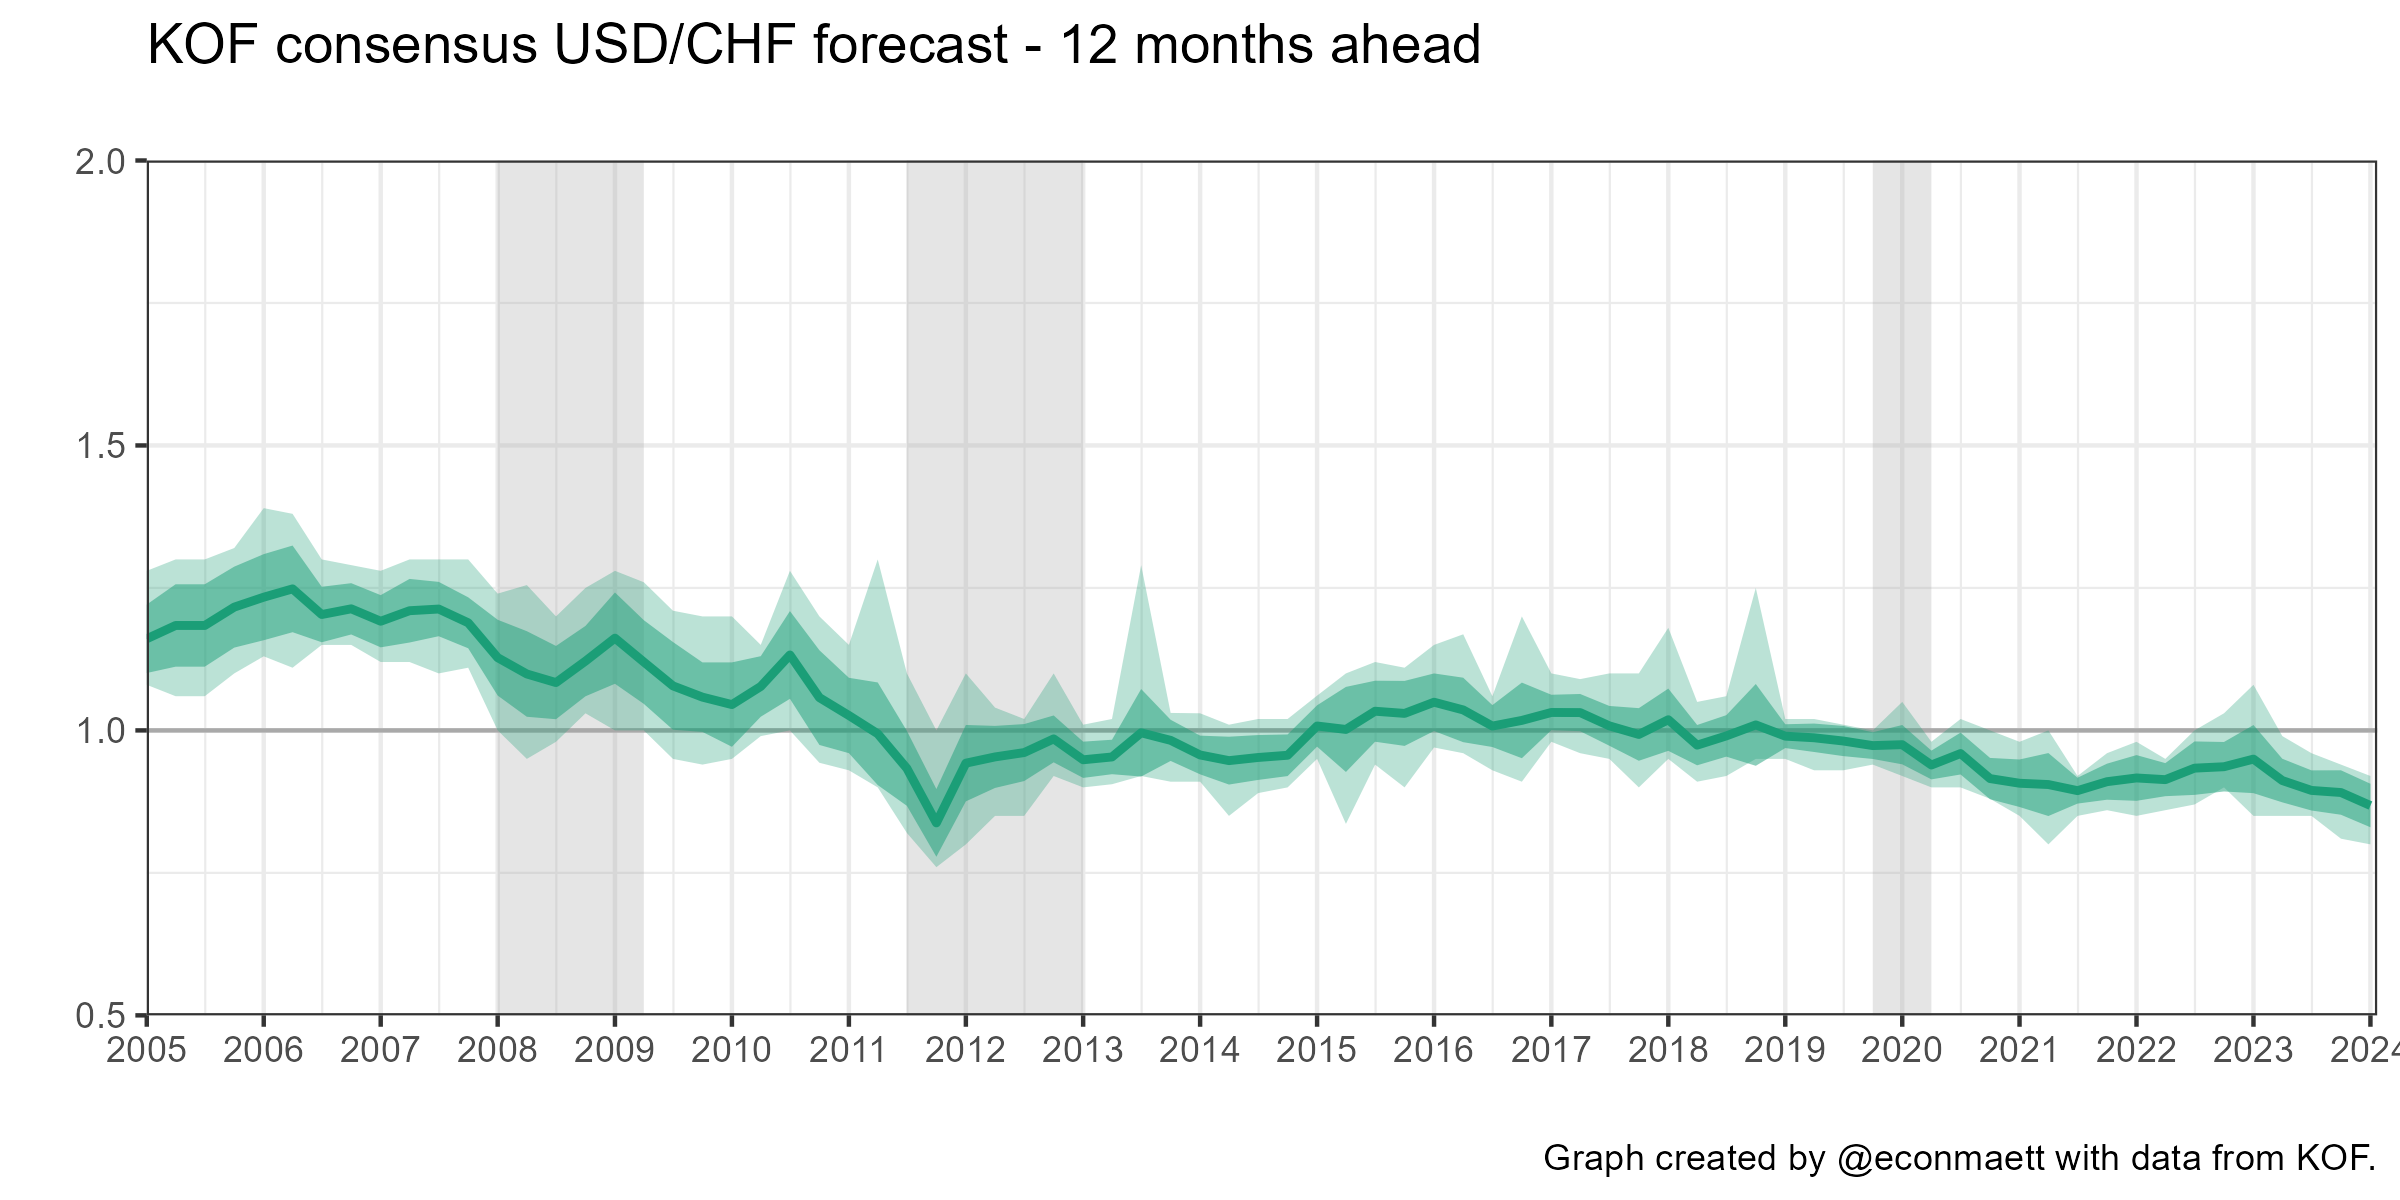 KOF consensus USD/CHF forecast - 12 months ahead
2.0
1.5
1.0
0.5
2005 2006 2007 2008 2009 2010 2011 2012 2013 2014 2015 2016 2017 2018 2019 2020 2021 2022 2023 2024
Graph created by @econmaett with data from KOF.